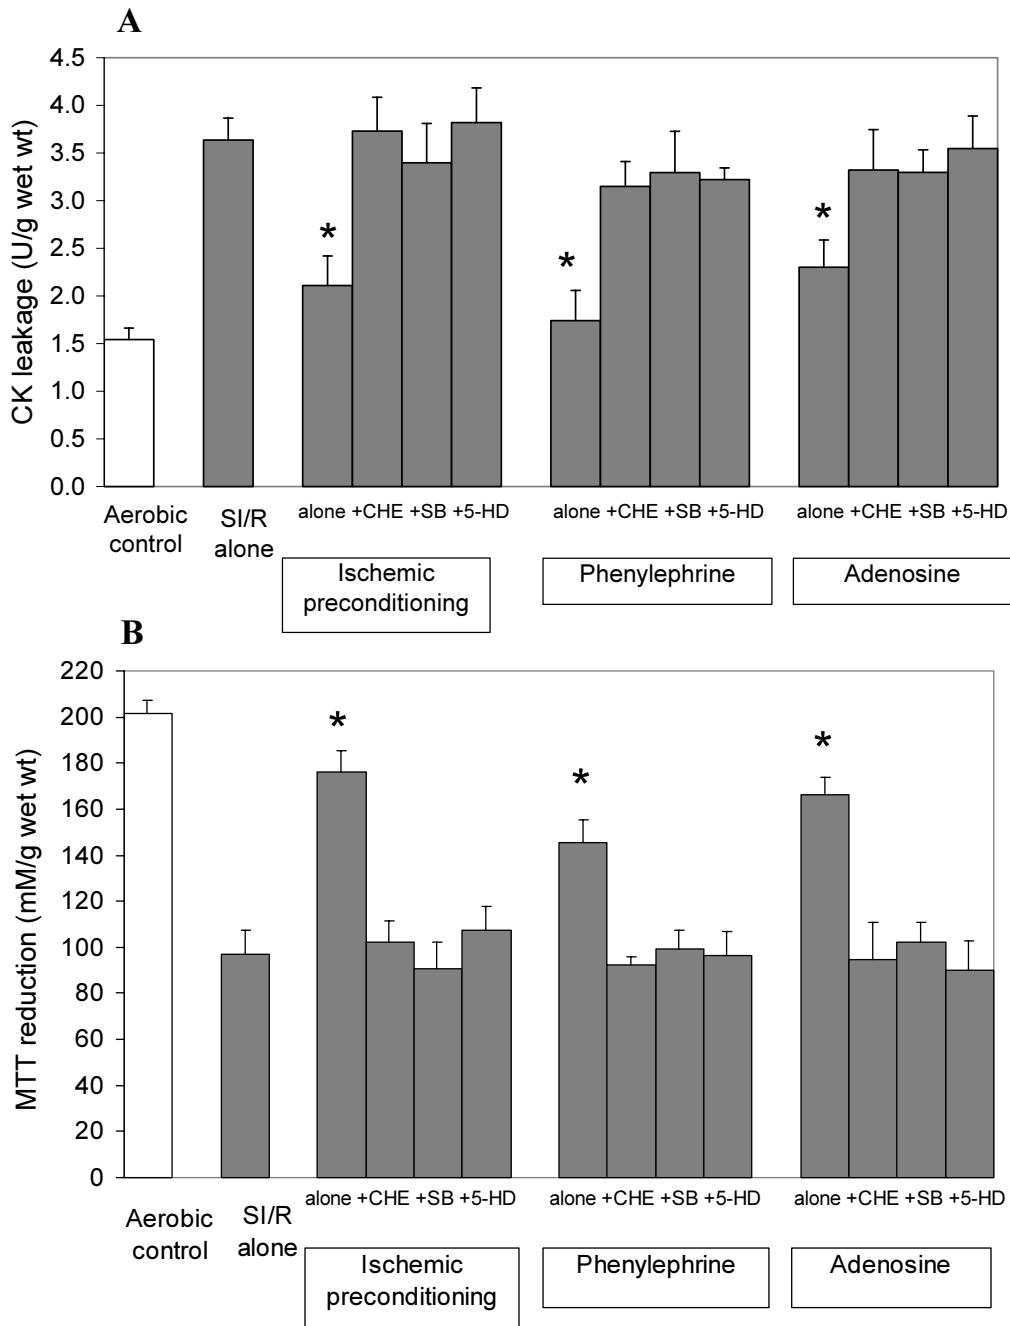 A
CK leakage (U/g wet wt)
4.5
4.0
3.5
3.0
2.5
2.0
1.5
1.0
0.5
0.0
*
*
*
alone +CHE +SB +5-HD
alone +CHE +SB +5-HD
alone +CHE +SB +5-HD
Aerobic
control
SI/R
alone
Ischemic
preconditioning
Phenylephrine
Adenosine
B
MTT reduction (mM/g wet wt)
220
200
180
160
140
120
100
80
60
40
20
0
*
*
*
alone +CHE +SB +5-HD
alone +CHE +SB +5-HD
alone +CHE +SB +5-HD
Aerobic
control
SI/R
alone
Ischemic
preconditioning
Phenylephrine
Adenosine